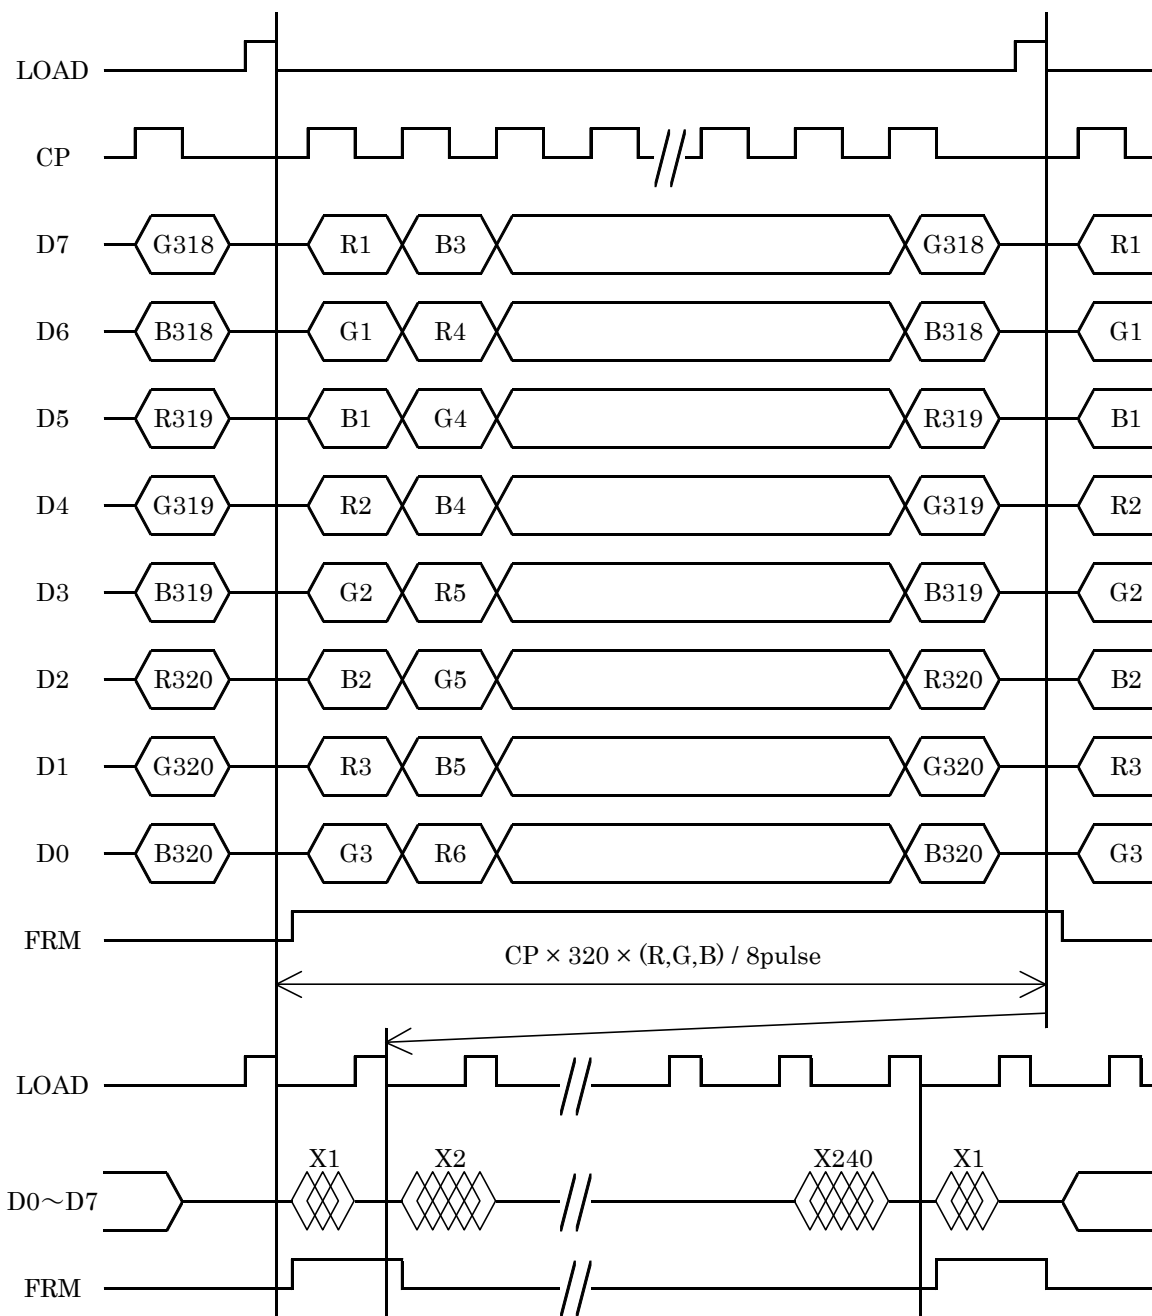 LOAD
CP
D7 G318 R1 B3 G318 R1
D6 B318 G1 R4 B318 G1
D5 R319 B1 G4 R319 B1
D4 G319 R2 B4 G319 R2
D3 B319 G2 R5 B319 G2
D2 R320 B2 G5 R320 B2
D1 G320 R3 B5 G320 R3
D0 B320 G3 R6 B320 G3
FRM
CP × 320 × (R,G,B) / 8pulse
LOAD
X1 X2 X240 X1
D0～D7
FRM